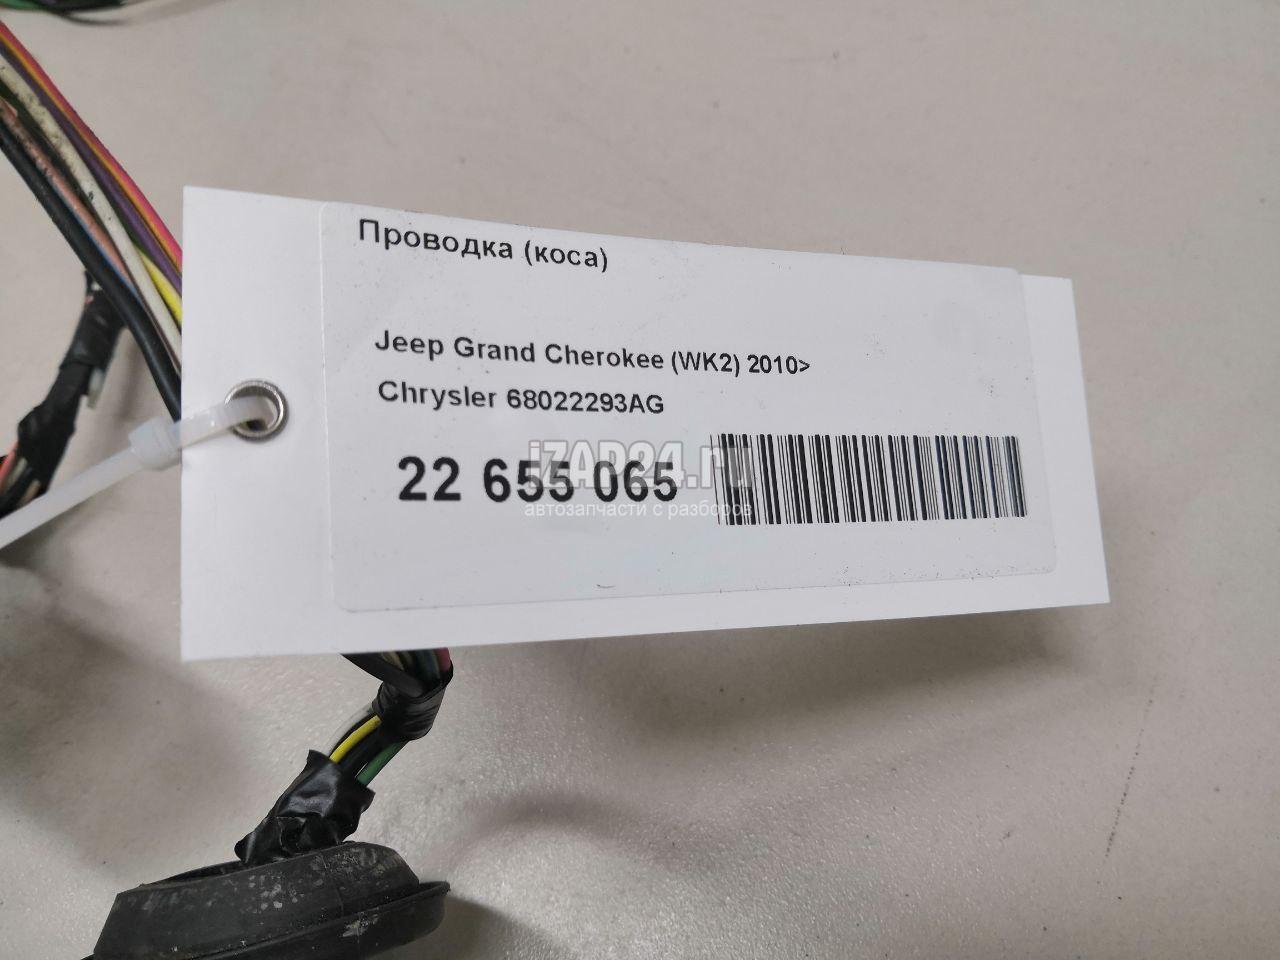 Проводка (коса)
Jeep Grand Cherokee (WK2) 2010>
Chrysler 68022293AG
22 655 065
iZAP24.ru
автозапчасти с разборов